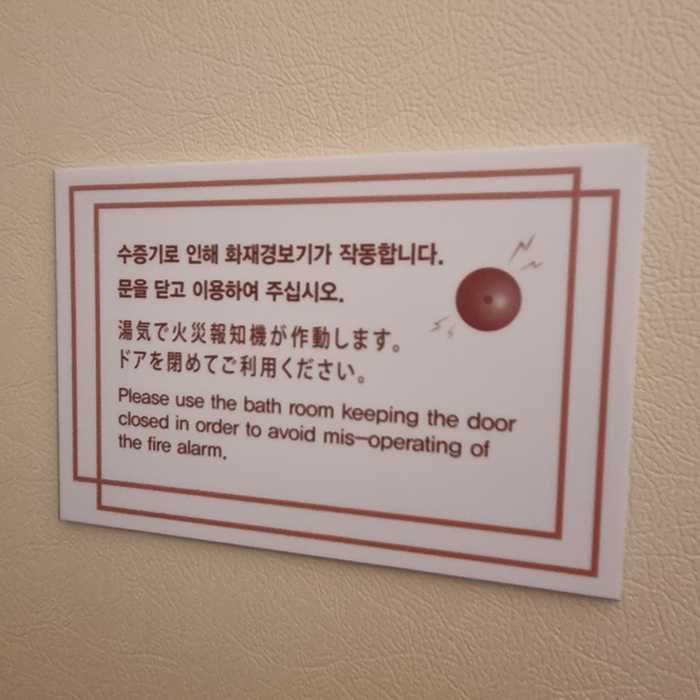 수증기로 인해 화재경보기가 작동합니다.
문을 닫고 이용하여 주십시오.
湯気で火災報知機が作動します。
ドアを閉めてご利用ください。
Please use the bath room keeping the door
closed in order to avoid mis-operating of
the fire alarm.